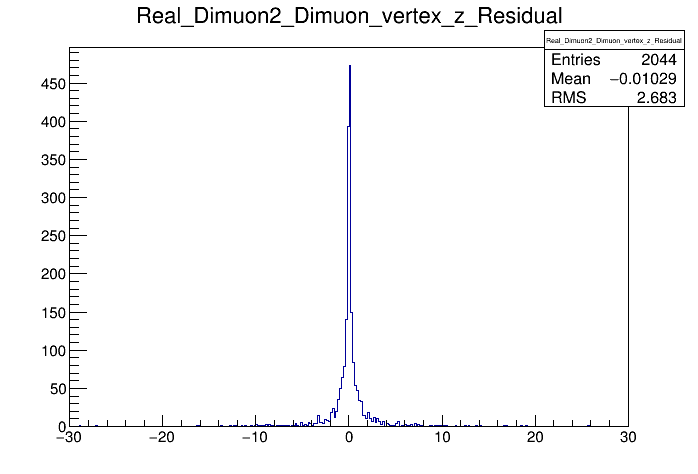 Real_Dimuon2_Dimuon_vertex_z_Residual
Real_Dimuon2_Dimuon_vertex_z_Residual
Entries 2044
Mean −0.01029
RMS 2.683
450
400
350
300
250
200
150
100
50
0
−30 −20 −10 0 10 20 30